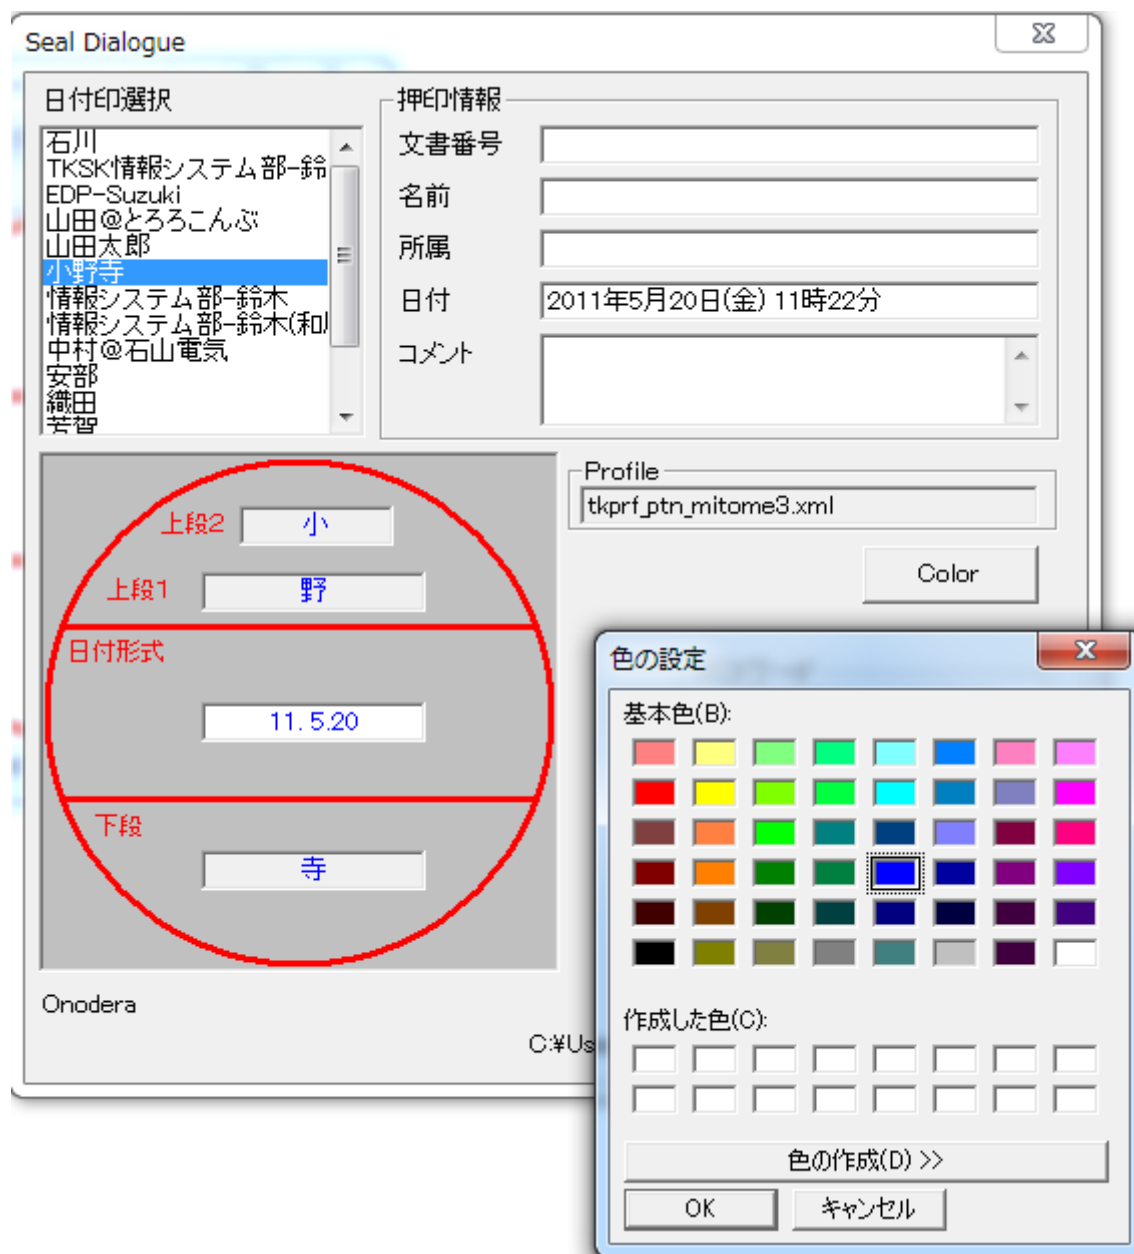 Seal Dialogue
日付印選択
石川
TKSK情報システム部-鈴
EDP-Suzuki
山田@とろろこんぶ
山田太郎
小野寺
情報システム部-鈴木
情報システム部-鈴木(和
中村@石山電気
安部
織田
芳賀
押印情報
文書番号
名前
所属
日付 2011年5月20日(金) 11時22分
コメント
上段2 小
上段1 野
日付形式
11. 5.20
下段
寺
Profile
tkprf_ptn_mitome3.xml
Color
Onodera
C:¥Us
色の設定
基本色(B):
作成した色(C):
色の作成(D) >>
OK キャンセル